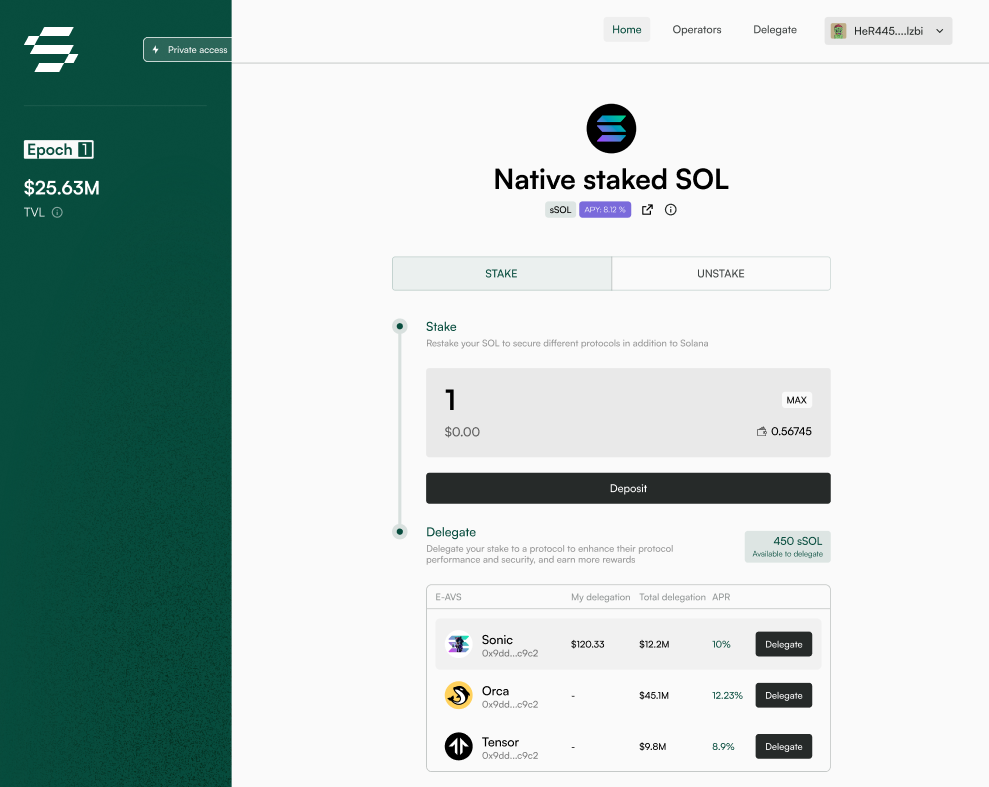 Private access
Epoch 1
$25.63M
TVL
Home Operators Delegate HeR445....lzbi
Native staked SOL
sSOL APY: 8.12 %
STAKE UNSTAKE
Stake
Restake your SOL to secure different protocols in addition to Solana
1 MAX
$0.00 0.56745
Deposit
Delegate
Delegate your stake to a protocol to enhance their protocol
performance and security, and earn more rewards
450 sSOL
Available to delegate
E-AVS My delegation Total delegation APR
Sonic
0x9dd...c9c2
$120.33 $12.2M 10% Delegate
Orca
0x9dd...c9c2
- $45.1M 12.23% Delegate
Tensor
0x9dd...c9c2
- $9.8M 8.9% Delegate